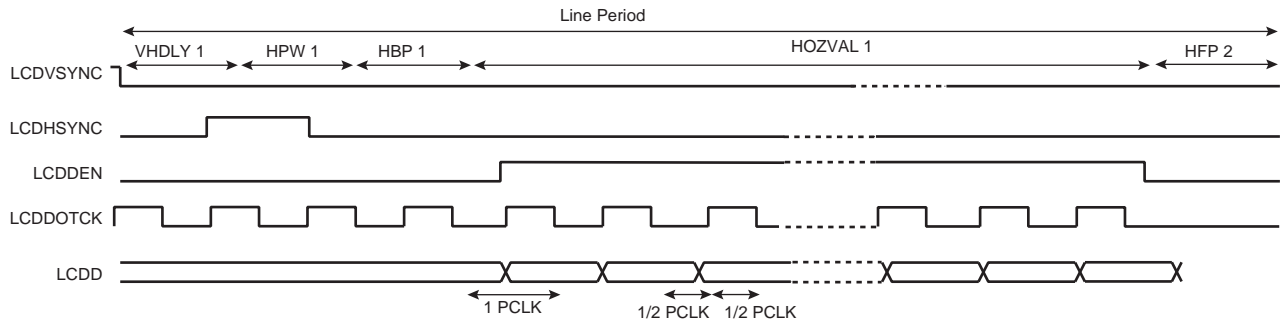 Line Period
VHDLY 1 HPW 1 HBP 1 HOZVAL 1 HFP 2
LCDVSYNC
LCDHSYNC
LCDDEN
LCDDOTCK
LCDD
1 PCLK 1/2 PCLK 1/2 PCLK